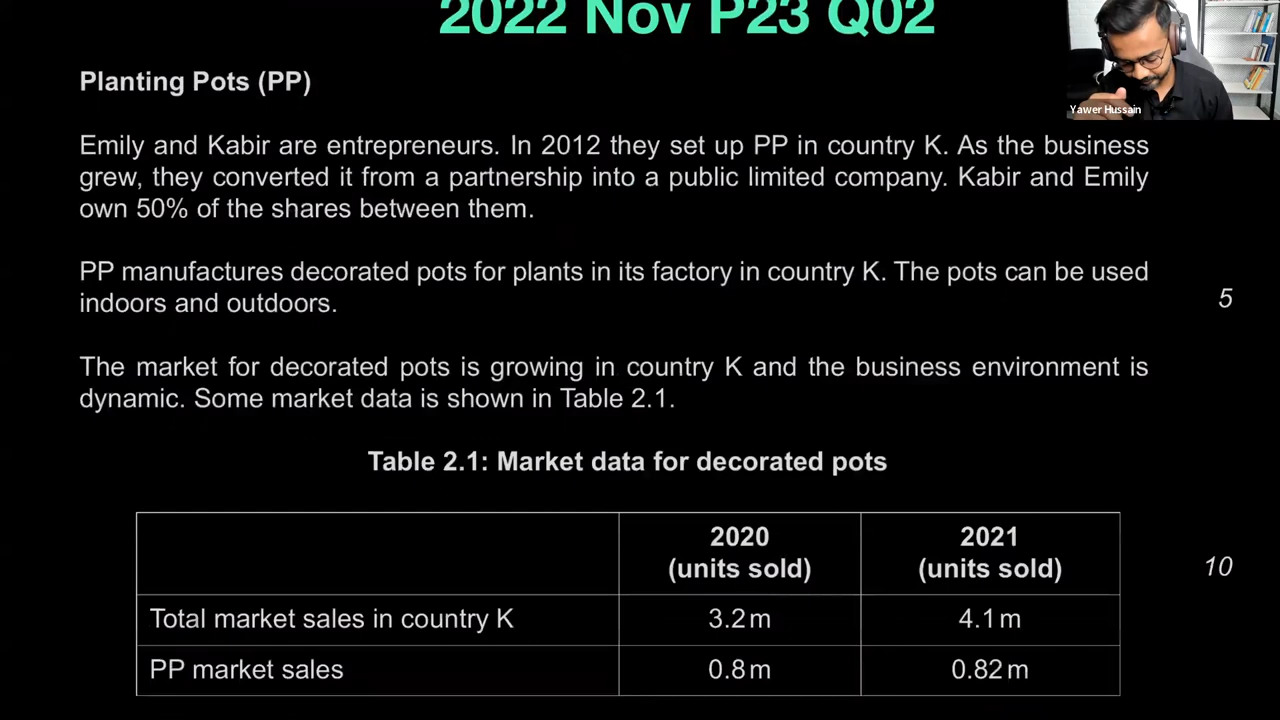 2022 Nov P23 Q02
Yawer Hussain
Planting Pots (PP)
Emily and Kabir are entrepreneurs. In 2012 they set up PP in country K. As the business
grew, they converted it from a partnership into a public limited company. Kabir and Emily
own 50% of the shares between them.
PP manufactures decorated pots for plants in its factory in country K. The pots can be used
indoors and outdoors.
5
The market for decorated pots is growing in country K and the business environment is
dynamic. Some market data is shown in Table 2.1.
Table 2.1: Market data for decorated pots
2020 2021
(units sold) (units sold)
10
Total market sales in country K 3.2 m 4.1 m
PP market sales 0.8 m 0.82 m